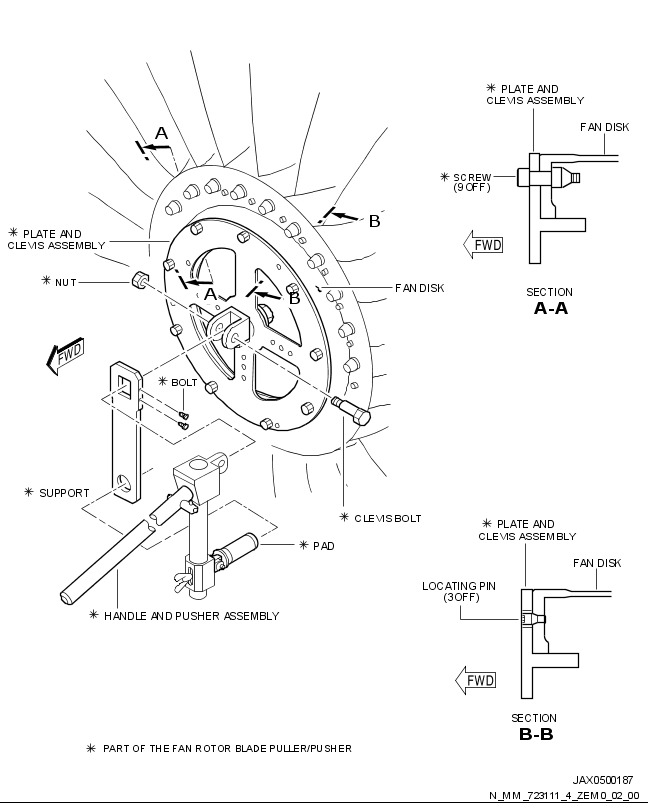 A
B
✳ PLATE AND
CLEVIS ASSEMBLY
✳ NUT
A
B
FAN DISK
FWD
✳ BOLT
✳ SUPPORT
✳ CLEVIS BOLT
✳ PAD
✳ HANDLE AND PUSHER ASSEMBLY
✳ PLATE AND
CLEVIS ASSEMBLY
FAN DISK
✳ SCREW
(9 OFF)
FWD
SECTION
A-A
✳ PLATE AND
CLEVIS ASSEMBLY
FAN DISK
LOCATING PIN
(3 OFF)
FWD
SECTION
B-B
✳ PART OF THE FAN ROTOR BLADE PULLER/PUSHER
JAX0500187
N_MM_723111_4_ZEM0_02_00